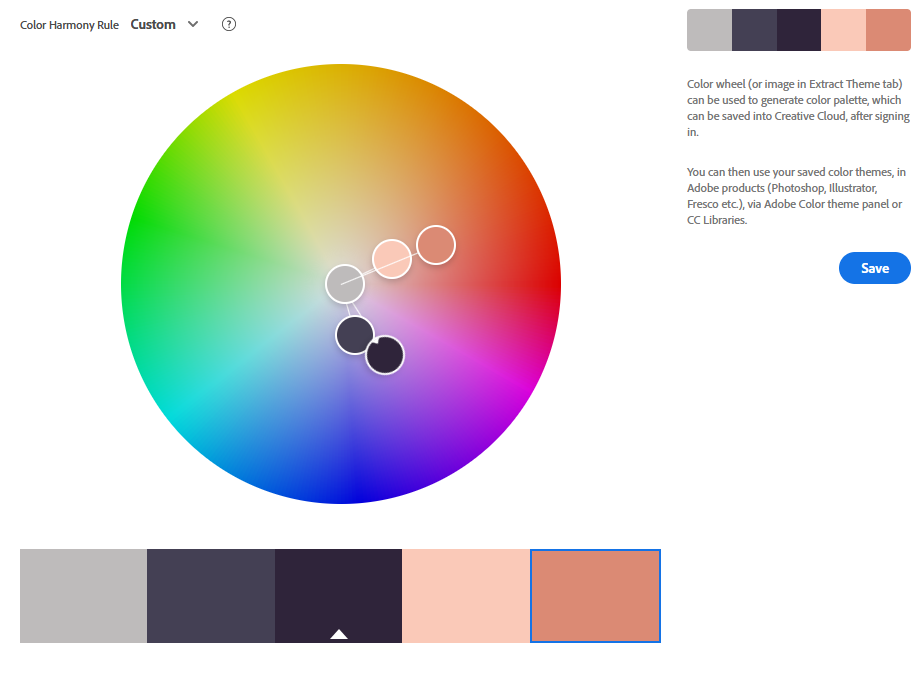 Color Harmony Rule Custom
Color wheel (or image in Extract Theme tab)
can be used to generate color palette, which
can be saved into Creative Cloud, after signing
in.
You can then use your saved color themes, in
Adobe products (Photoshop, Illustrator,
Fresco etc.), via Adobe Color theme panel or
CC Libraries.
Save